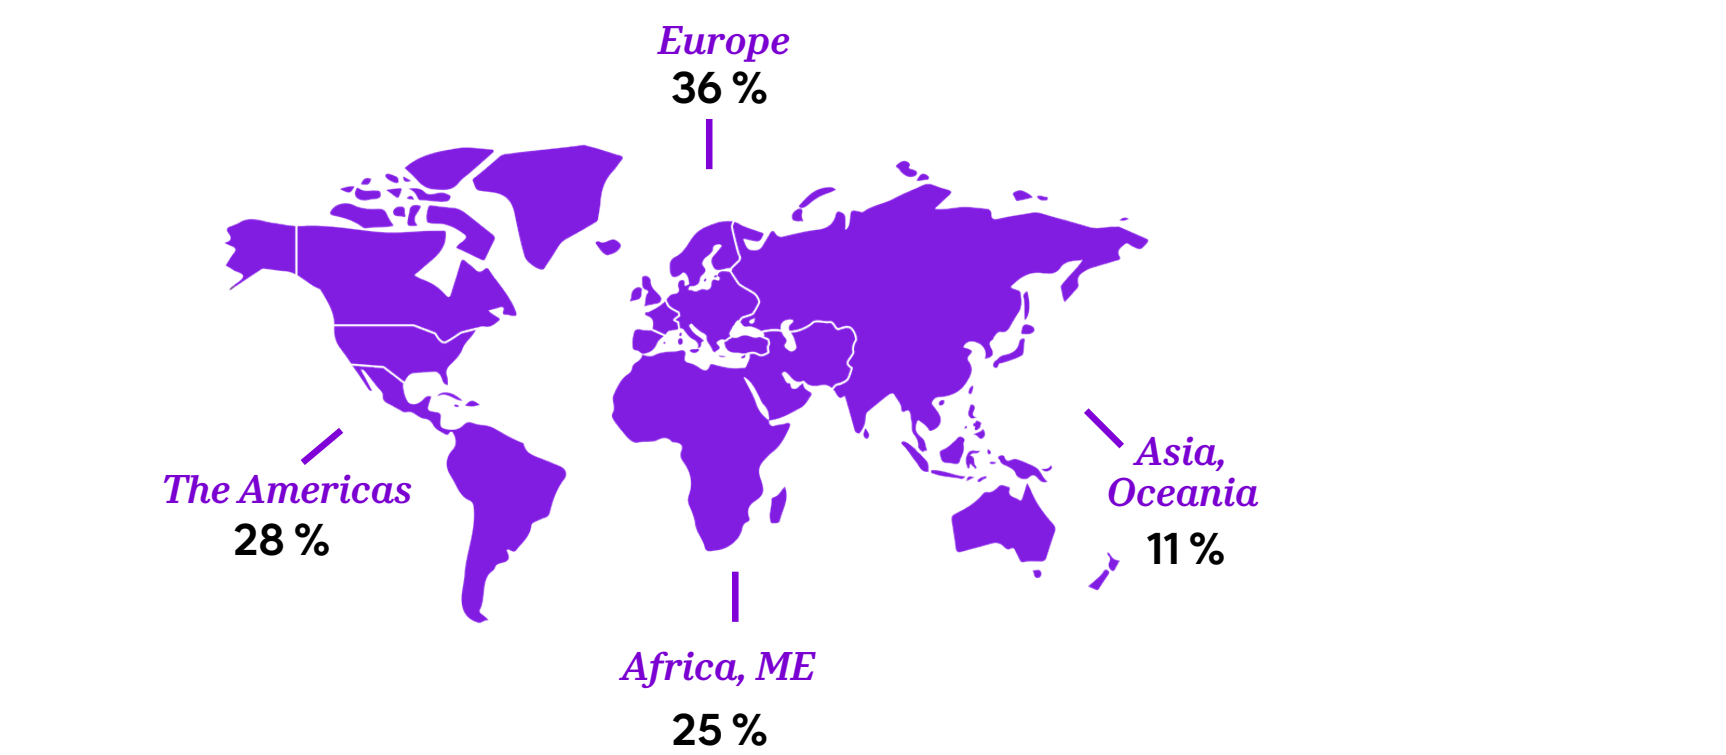 Europe
36 %
The Americas
28 %
Asia,
Oceania
11 %
Africa, ME
25 %